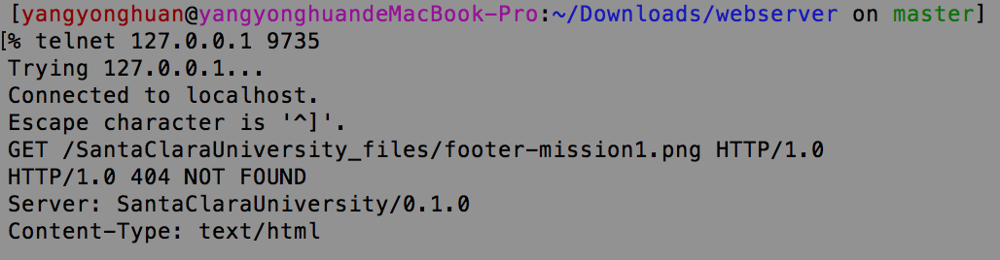 [yangyonghuan@yangyonghuandeMacBook-Pro:~/Downloads/webserver on master]
[% telnet 127.0.0.1 9735
Trying 127.0.0.1...
Connected to localhost.
Escape character is '^]'.
GET /SantaClaraUniversity_files/footer-mission1.png HTTP/1.0
HTTP/1.0 404 NOT FOUND
Server: SantaClaraUniversity/0.1.0
Content-Type: text/html